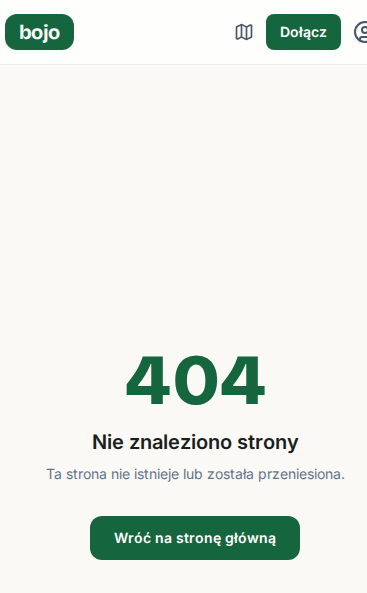 bojo
Dołącz
404
Nie znaleziono strony
Ta strona nie istnieje lub została przeniesiona.
Wróć na stronę główną